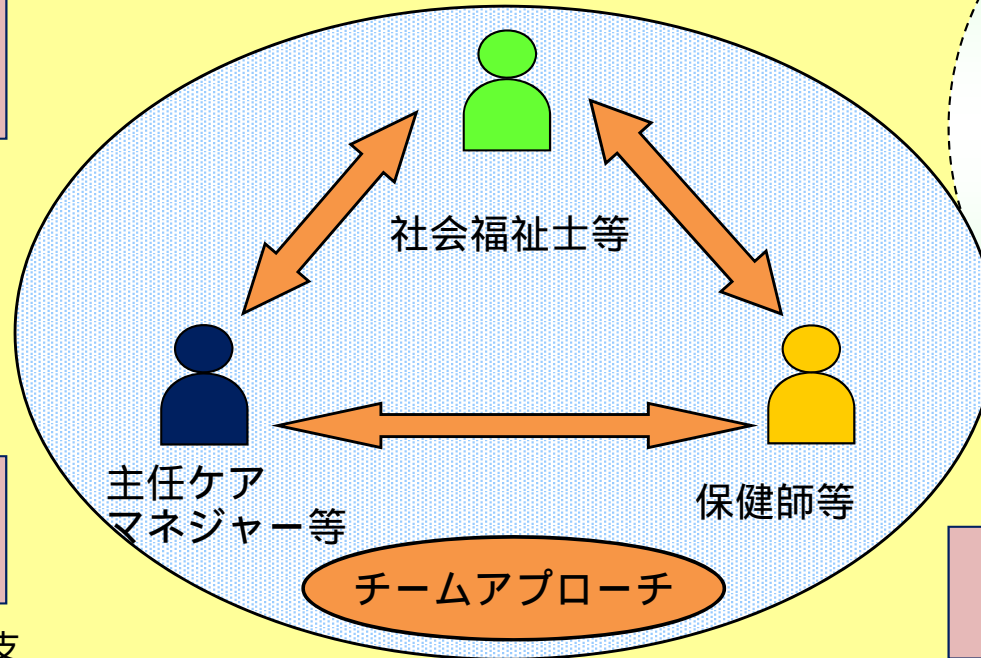 社会福祉士等
主任ケア
マネジャー等
保健師等
チームアプローチ
支